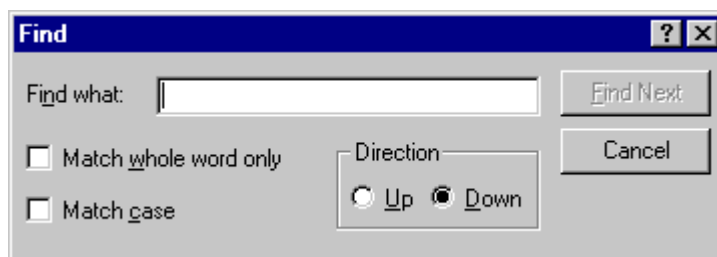 Find
Find what:
Find Next
Match whole word only
Direction
Cancel
Up
Down
Match case